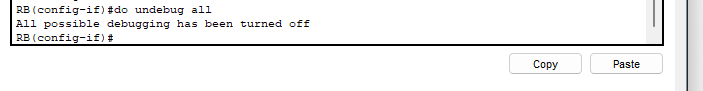 RB(config-if)#do undebug all
All possible debugging has been turned off
RB(config-if)#
Copy
Paste